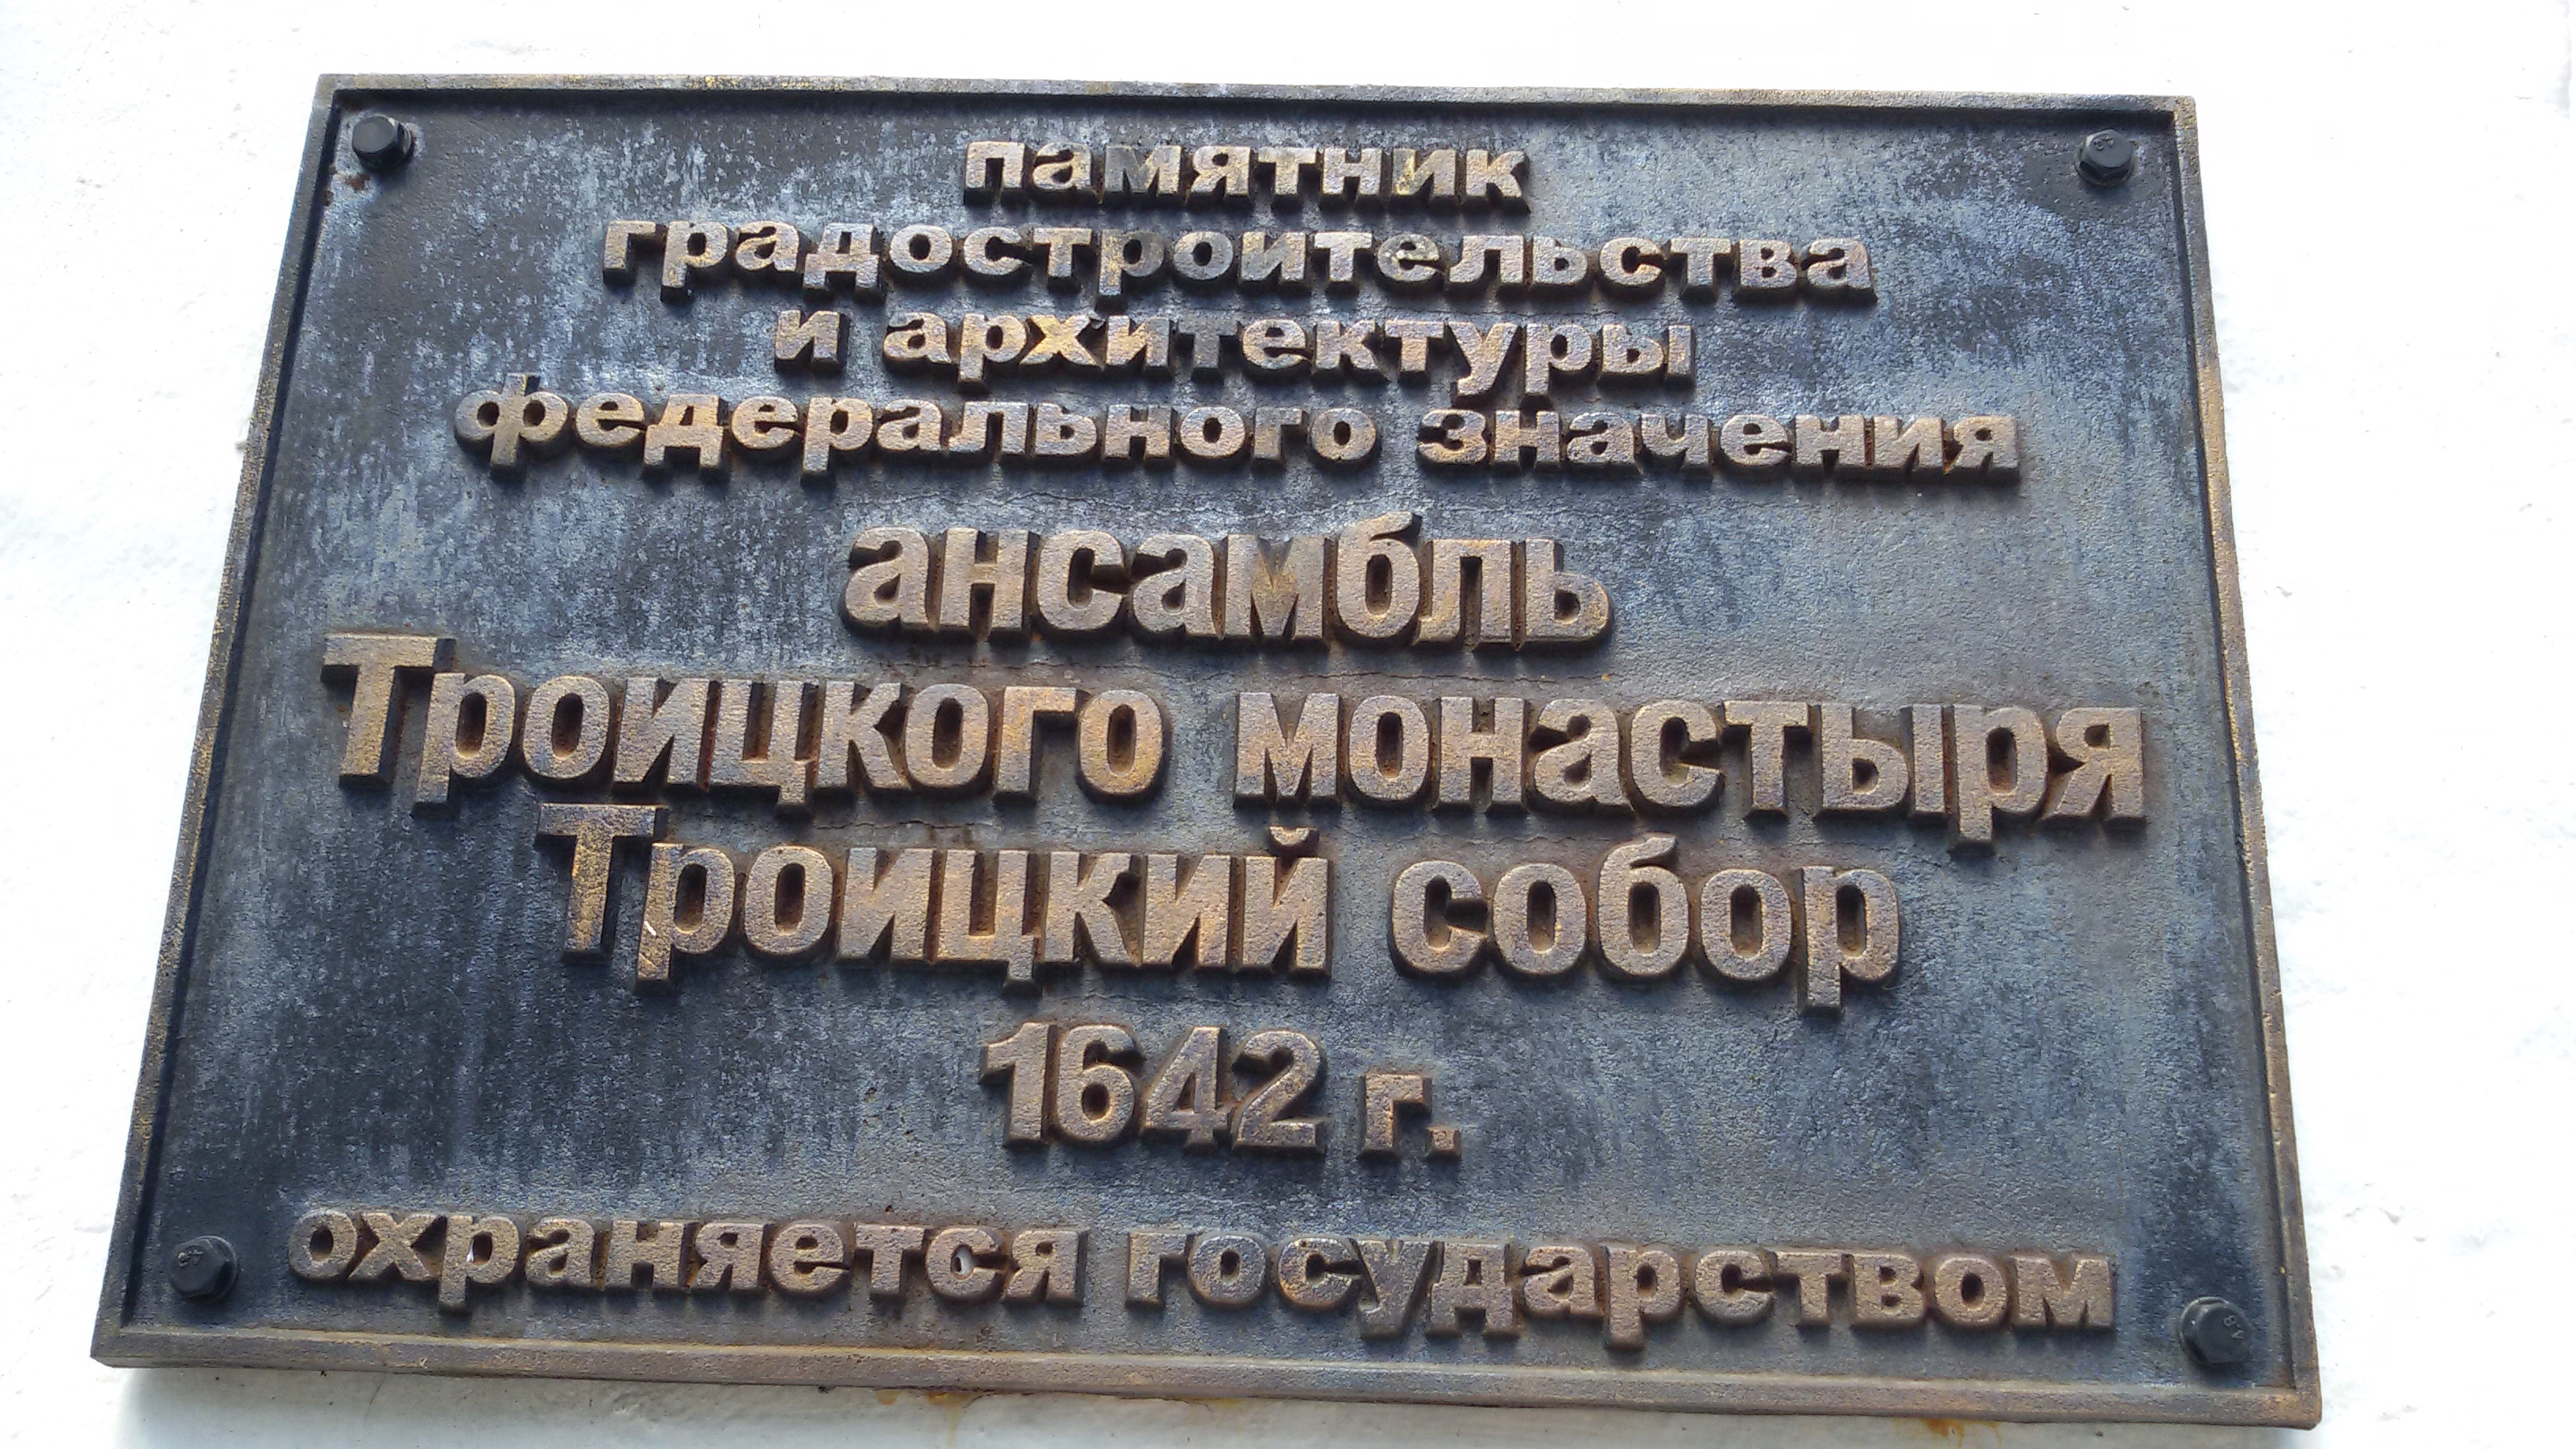 памятник
градостроительства
и архитектуры
федерального значения
ансамбль
Троицкого монастыря
Троицкий собор
1642 г.
охраняется государством